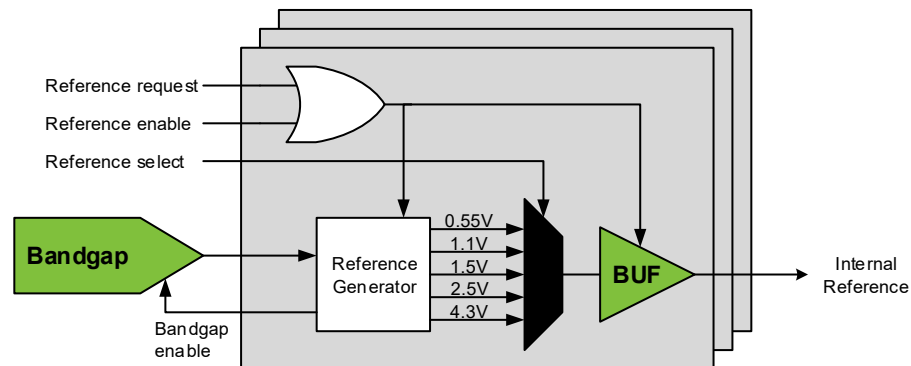 Reference request
Reference enable
Reference select
0.55V
Bandgap
1.1V
Reference
Generator
1.5V
BUF
Internal
Reference
2.5V
4.3V
Bandgap
enable